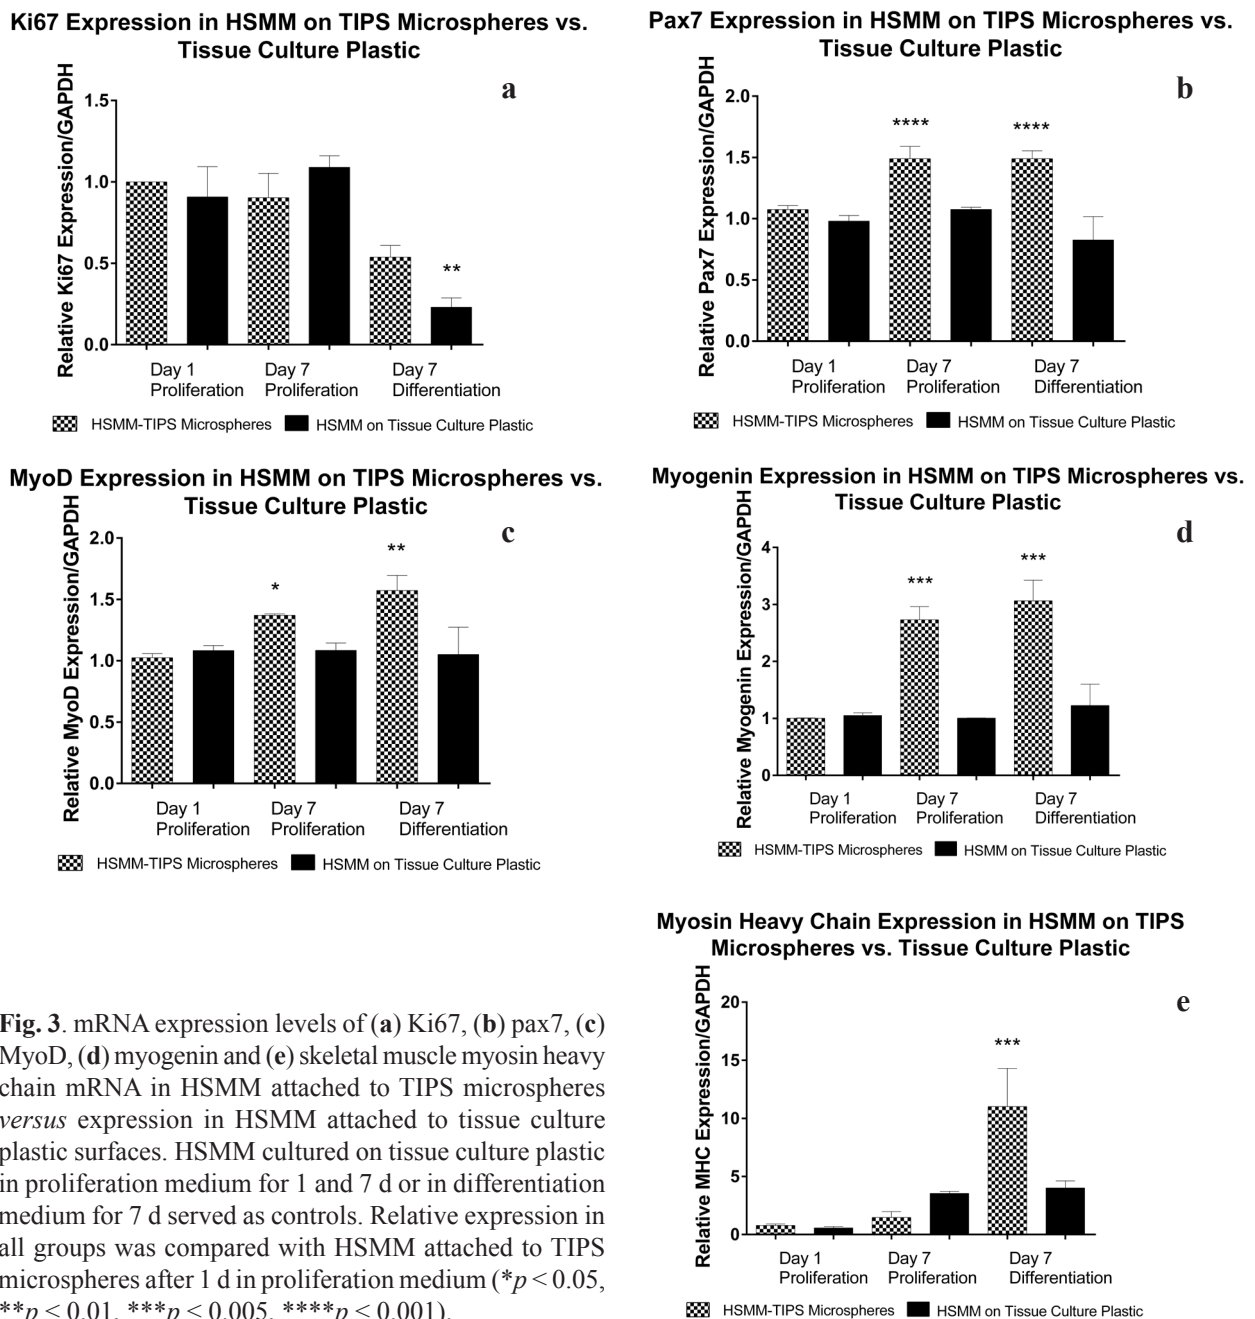 Ki67 Expression in HSMM on TIPS Microspheres vs.
Tissue Culture Plastic
a
Relative Ki67 Expression/GAPDH
1.5
1.0
0.5
0.0
**
Day 1
Proliferation
Day 7
Proliferation
Day 7
Differentiation
HSMM-TIPS Microspheres
HSMM on Tissue Culture Plastic
Pax7 Expression in HSMM on TIPS Microspheres vs.
Tissue Culture Plastic
b
Relative Pax7 Expression/GAPDH
2.0
1.5
1.0
0.5
0.0
****
****
Day 1
Proliferation
Day 7
Proliferation
Day 7
Differentiation
HSMM-TIPS Microspheres
HSMM on Tissue Culture Plastic
MyoD Expression in HSMM on TIPS Microspheres vs.
Tissue Culture Plastic
c
Relative MyoD Expression/GAPDH
2.0
1.5
1.0
0.5
0.0
*
**
Day 1
Proliferation
Day 7
Proliferation
Day 7
Differentiation
HSMM-TIPS Microspheres
HSMM on Tissue Culture Plastic
Myogenin Expression in HSMM on TIPS Microspheres vs.
Tissue Culture Plastic
d
Relative Myogenin Expression/GAPDH
4
3
2
1
0
***
***
Day 1
Proliferation
Day 7
Proliferation
Day 7
Differentiation
HSMM-TIPS Microspheres
HSMM on Tissue Culture Plastic
Myosin Heavy Chain Expression in HSMM on TIPS
Microspheres vs. Tissue Culture Plastic
e
Relative MHC Expression/GAPDH
20
15
10
5
0
***
Day 1
Proliferation
Day 7
Proliferation
Day 7
Differentiation
HSMM-TIPS Microspheres
HSMM on Tissue Culture Plastic
Fig. 3. mRNA expression levels of (a) Ki67, (b) pax7, (c)
MyoD, (d) myogenin and (e) skeletal muscle myosin heavy
chain mRNA in HSMM attached to TIPS microspheres
versus expression in HSMM attached to tissue culture
plastic surfaces. HSMM cultured on tissue culture plastic
in proliferation medium for 1 and 7 d or in differentiation
medium for 7 d served as controls. Relative expression in
all groups was compared with HSMM attached to TIPS
microspheres after 1 d in proliferation medium (*p < 0.05,
**p < 0.01, ***p < 0.005, ****p < 0.001).